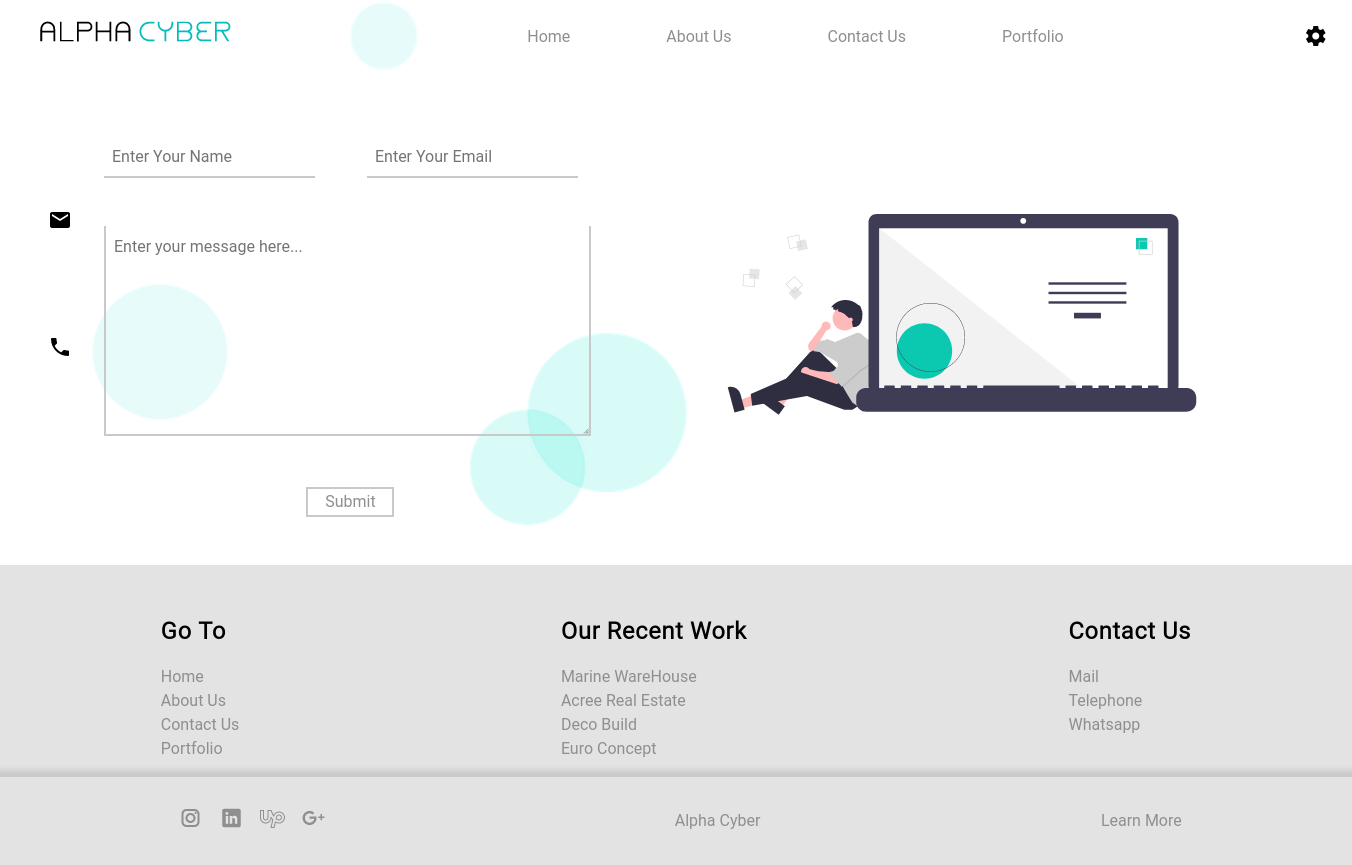 ALPHA CYBER
Home
About Us
Contact Us
Portfolio
Enter Your Name
Enter Your Email
Enter your message here...
Submit
Go To
Home
About Us
Contact Us
Portfolio
Our Recent Work
Marine WareHouse
Acree Real Estate
Deco Build
Euro Concept
Contact Us
Mail
Telephone
Whatsapp
in
Up
G+
Alpha Cyber
Learn More